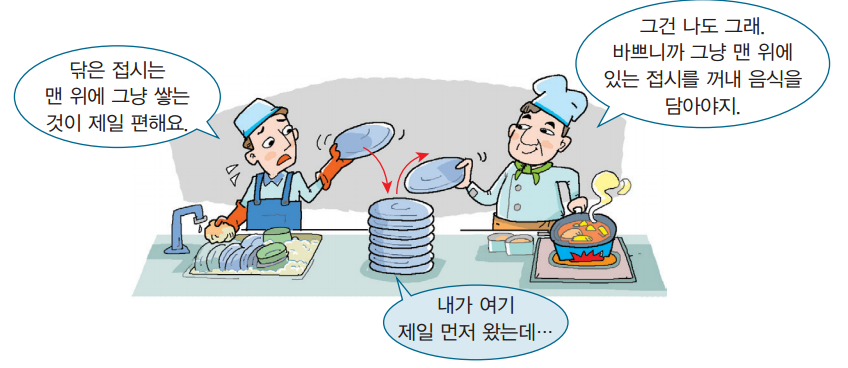 닦은 접시는
맨 위에 그냥 쌓는
것이 제일 편해요.
그건 나도 그래.
바쁘니까 그냥 맨 위에
있는 접시를 꺼내 음식을
담아야지.
내가 여기
제일 먼저 왔는데…